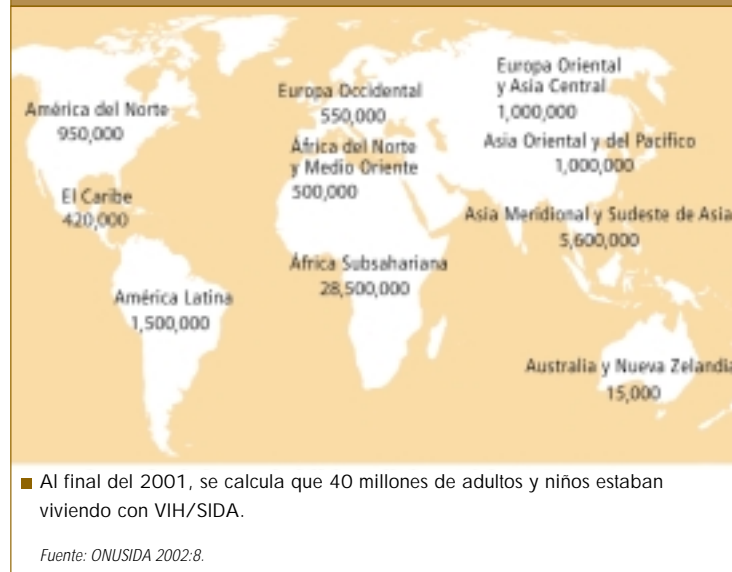 América del Norte
950,000
El Caribe
420,000
América Latina
1,500,000
Europa Occidental
550,000
África del Norte
y Medio Oriente
500,000
África Subsahariana
28,500,000
Europa Oriental
y Asia Central
1,000,000
Asia Oriental y del Pacífico
1,000,000
Asia Meridional y Sudeste de Asia
5,600,000
Australia y Nueva Zelandia
15,000
Al final del 2001, se calcula que 40 millones de adultos y niños estaban
viviendo con VIH/SIDA.
Fuente: ONUSIDA 2002:8.